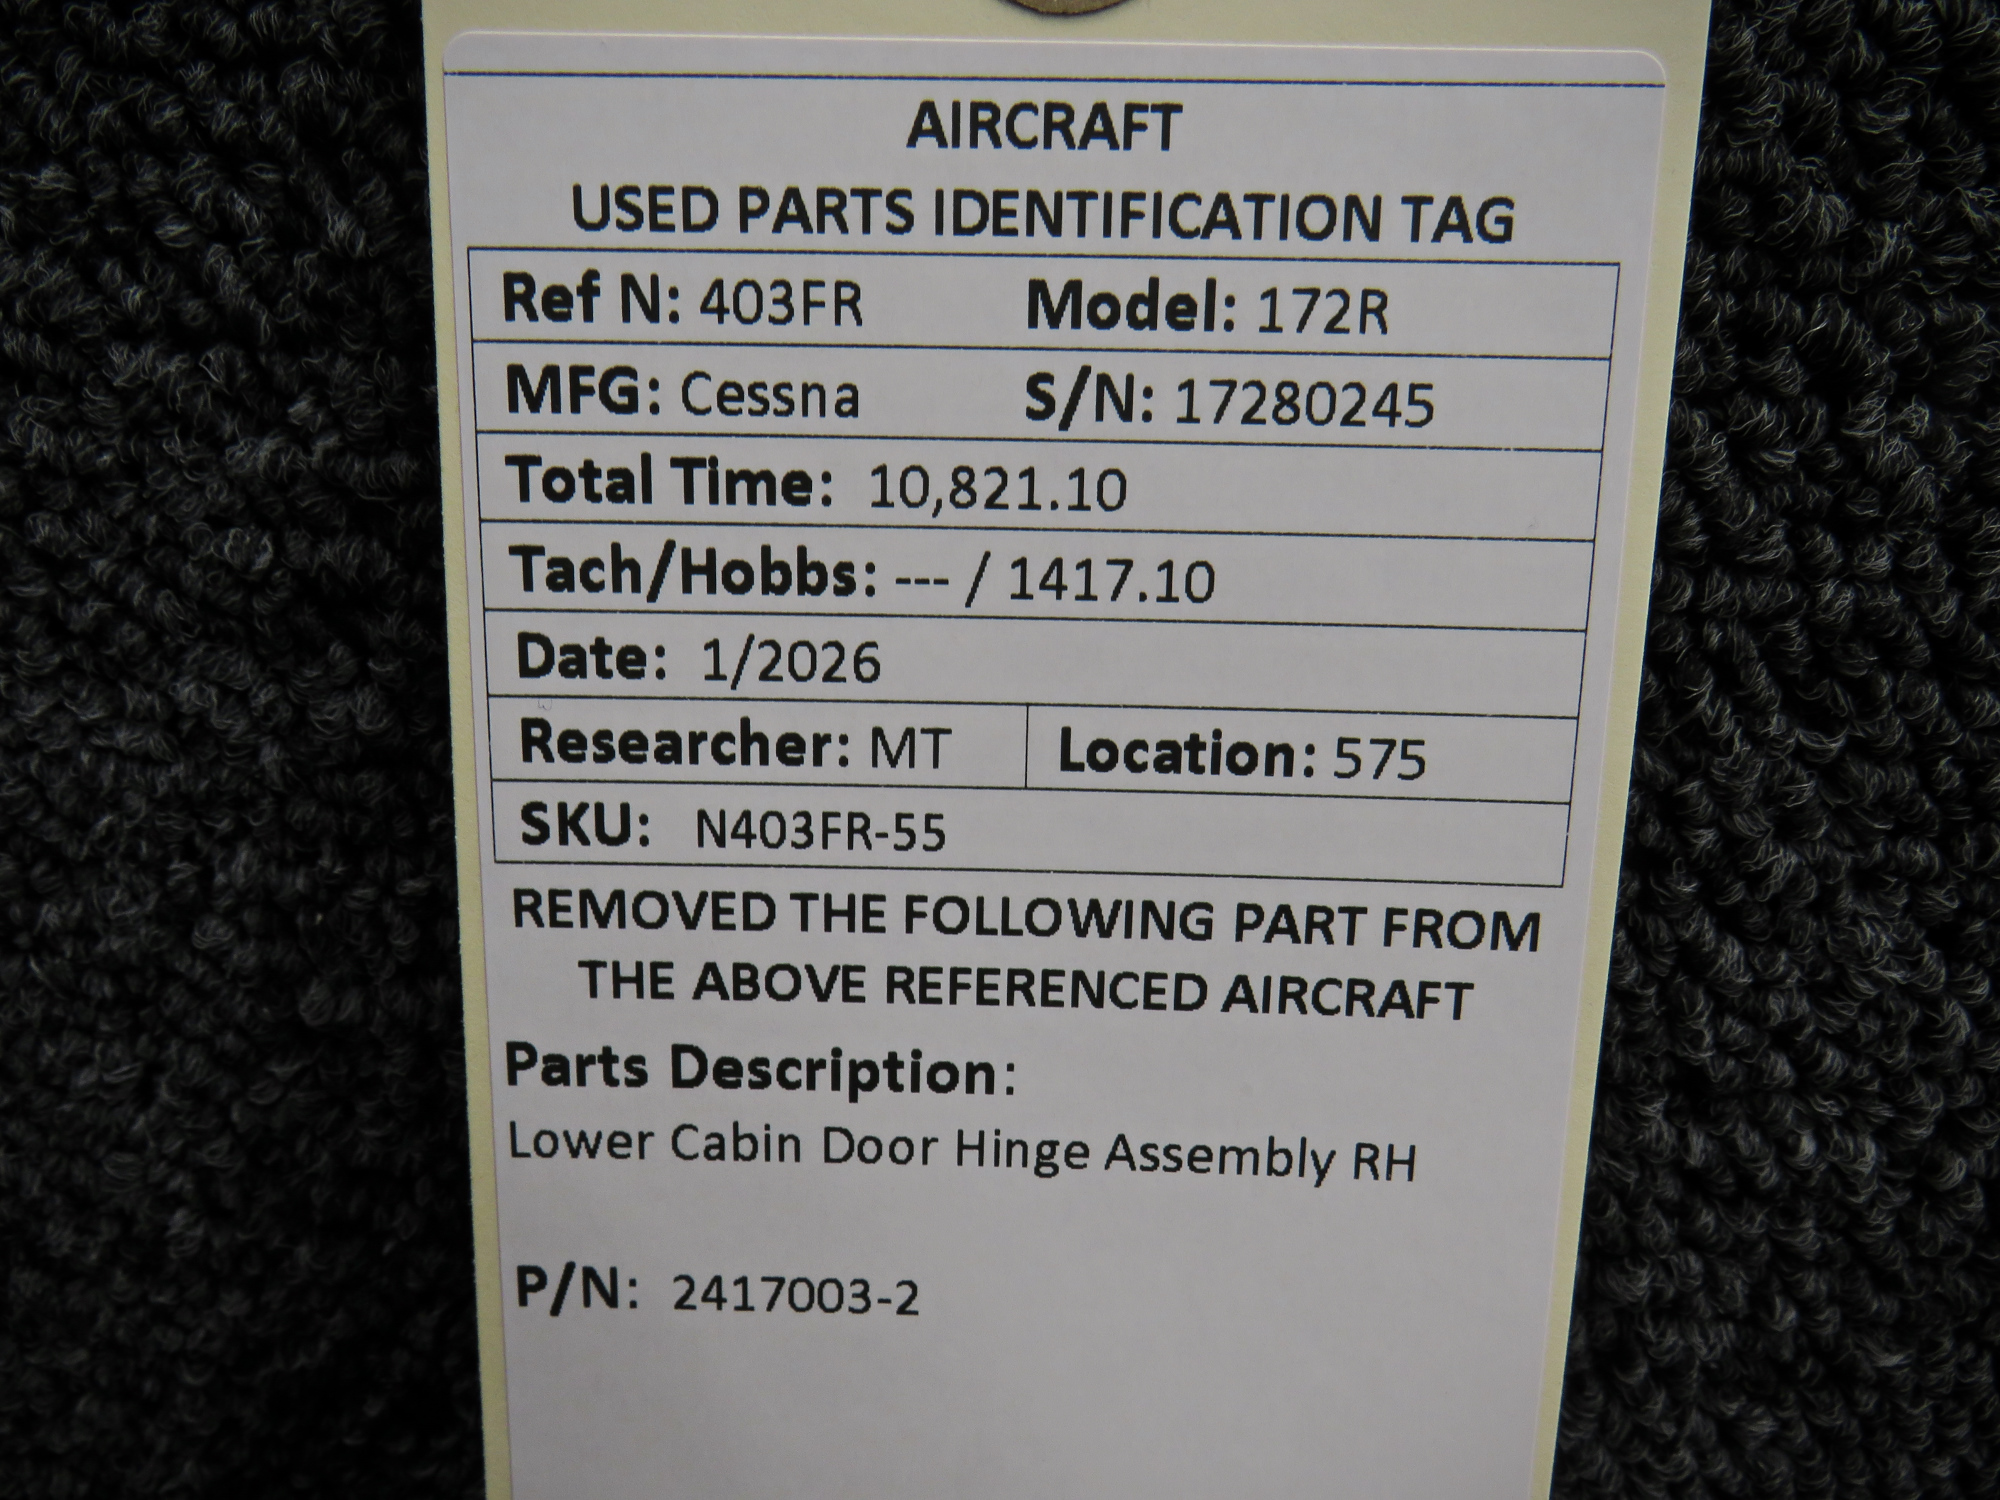 AIRCRAFT
USED PARTS IDENTIFICATION TAG
Ref N: 403FR Model: 172R
MFG: Cessna S/N: 17280245
Total Time: 10,821.10
Tach/Hobbs: --- / 1417.10
Date: 1/2026
Researcher: MT Location: 575
SKU: N403FR-55
REMOVED THE FOLLOWING PART FROM
THE ABOVE REFERENCED AIRCRAFT
Parts Description:
Lower Cabin Door Hinge Assembly RH
P/N: 2417003-2